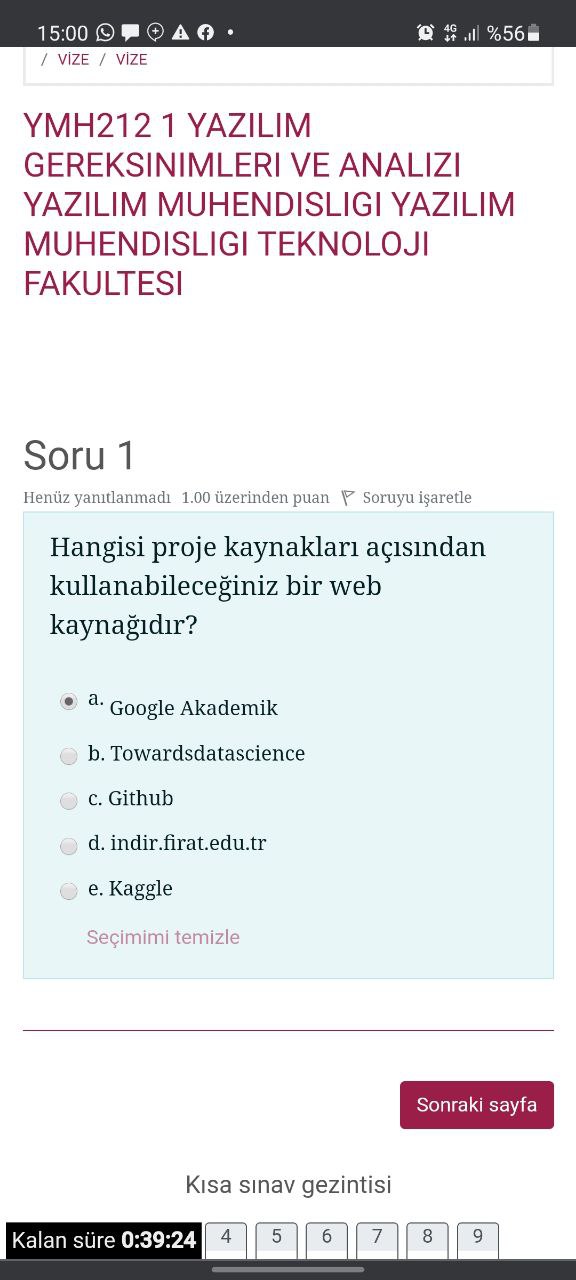 15:00 4G %56
/ VİZE / VİZE
YMH212 1 YAZILIM
GEREKSINIMLERI VE ANALIZI
YAZILIM MUHENDISLIGI YAZILIM
MUHENDISLIGI TEKNOLOJI
FAKULTESI
Soru 1
Henüz yanıtlanmadı 1.00 üzerinden puan Soruyu işaretle
Hangisi proje kaynakları açısından
kullanabileceğiniz bir web
kaynağıdır?
a. Google Akademik
b. Towardsdatascience
c. Github
d. indir.firat.edu.tr
e. Kaggle
Seçimimi temizle
Sonraki sayfa
Kısa sınav gezintisi
Kalan süre 0:39:24 4 5 6 7 8 9